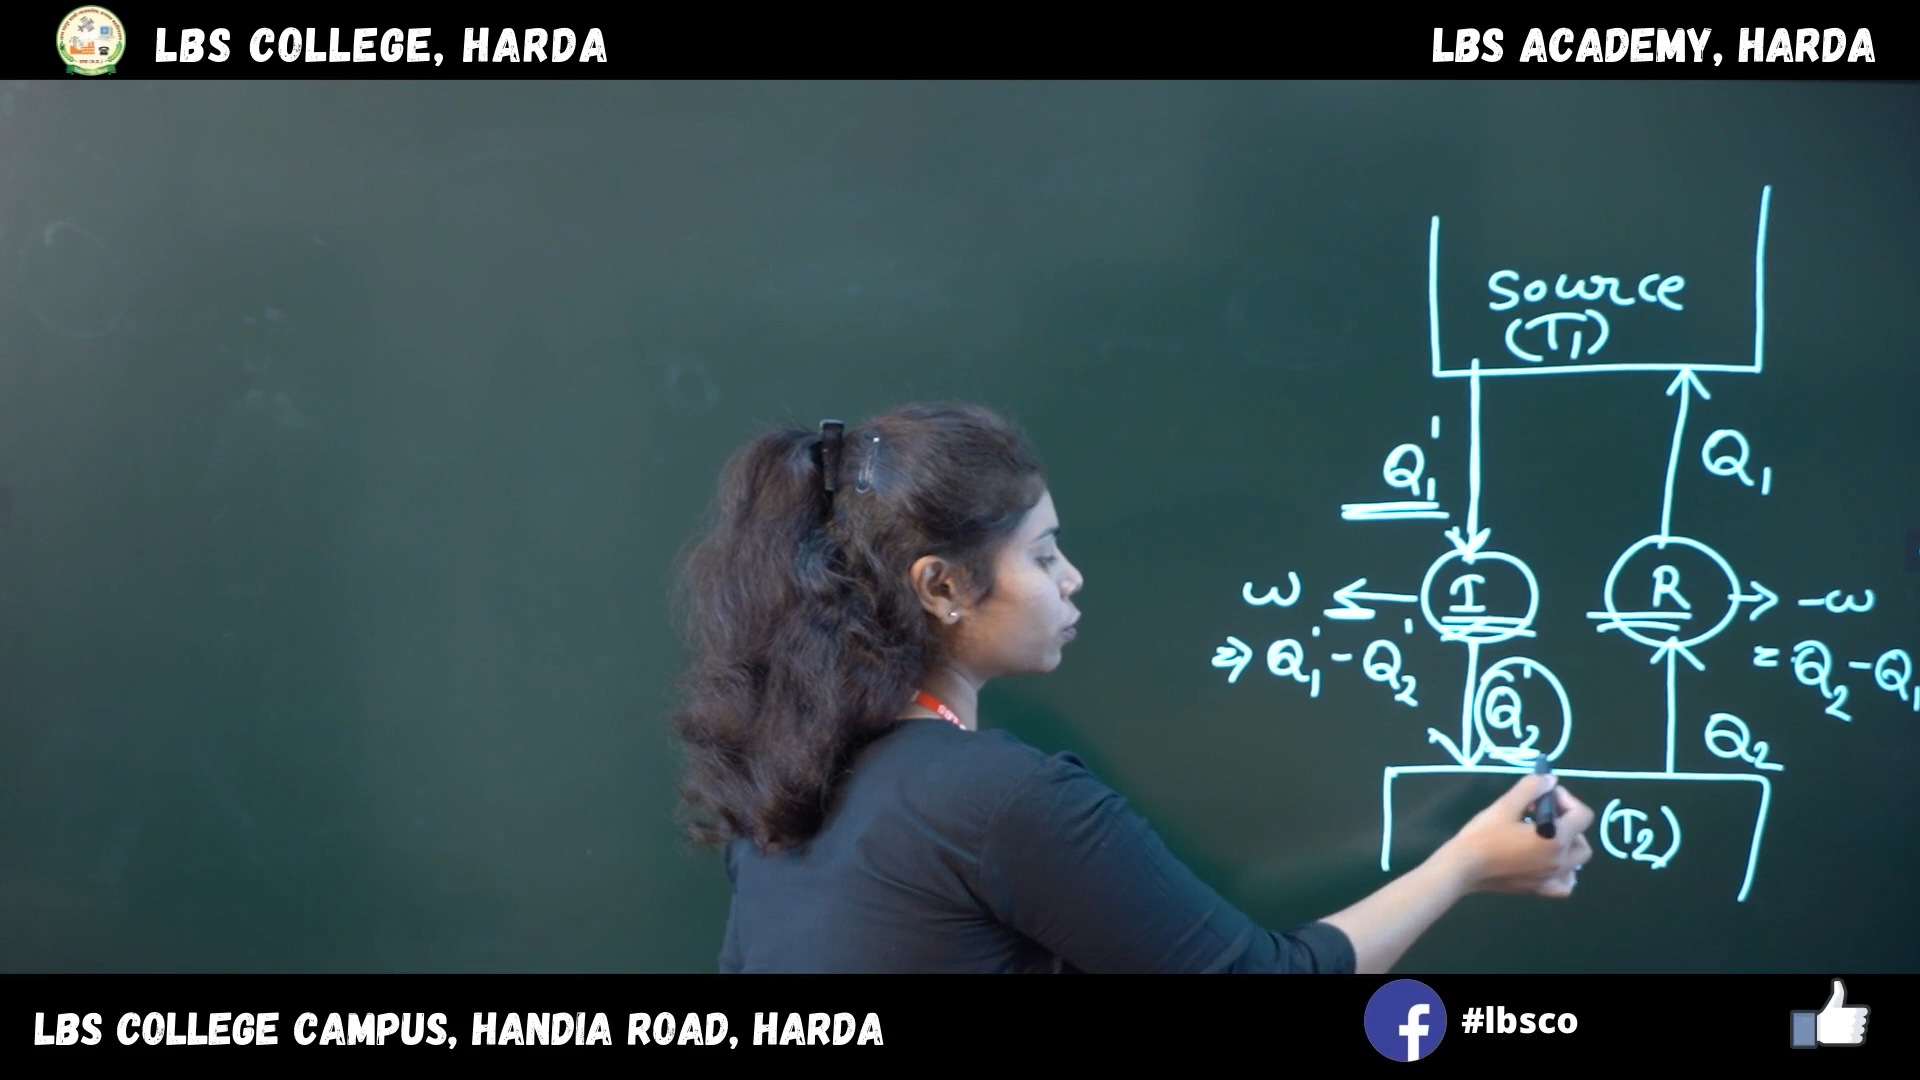 LBS COLLEGE, HARDA
LBS ACADEMY, HARDA
Source
(T1)
Q1'
Q1
I
R
ω
-ω
⇒ Q1' - Q2'
= Q2 - Q1
Q2'
Q2
(T2)
LBS COLLEGE CAMPUS, HANDIA ROAD, HARDA
#lbsco